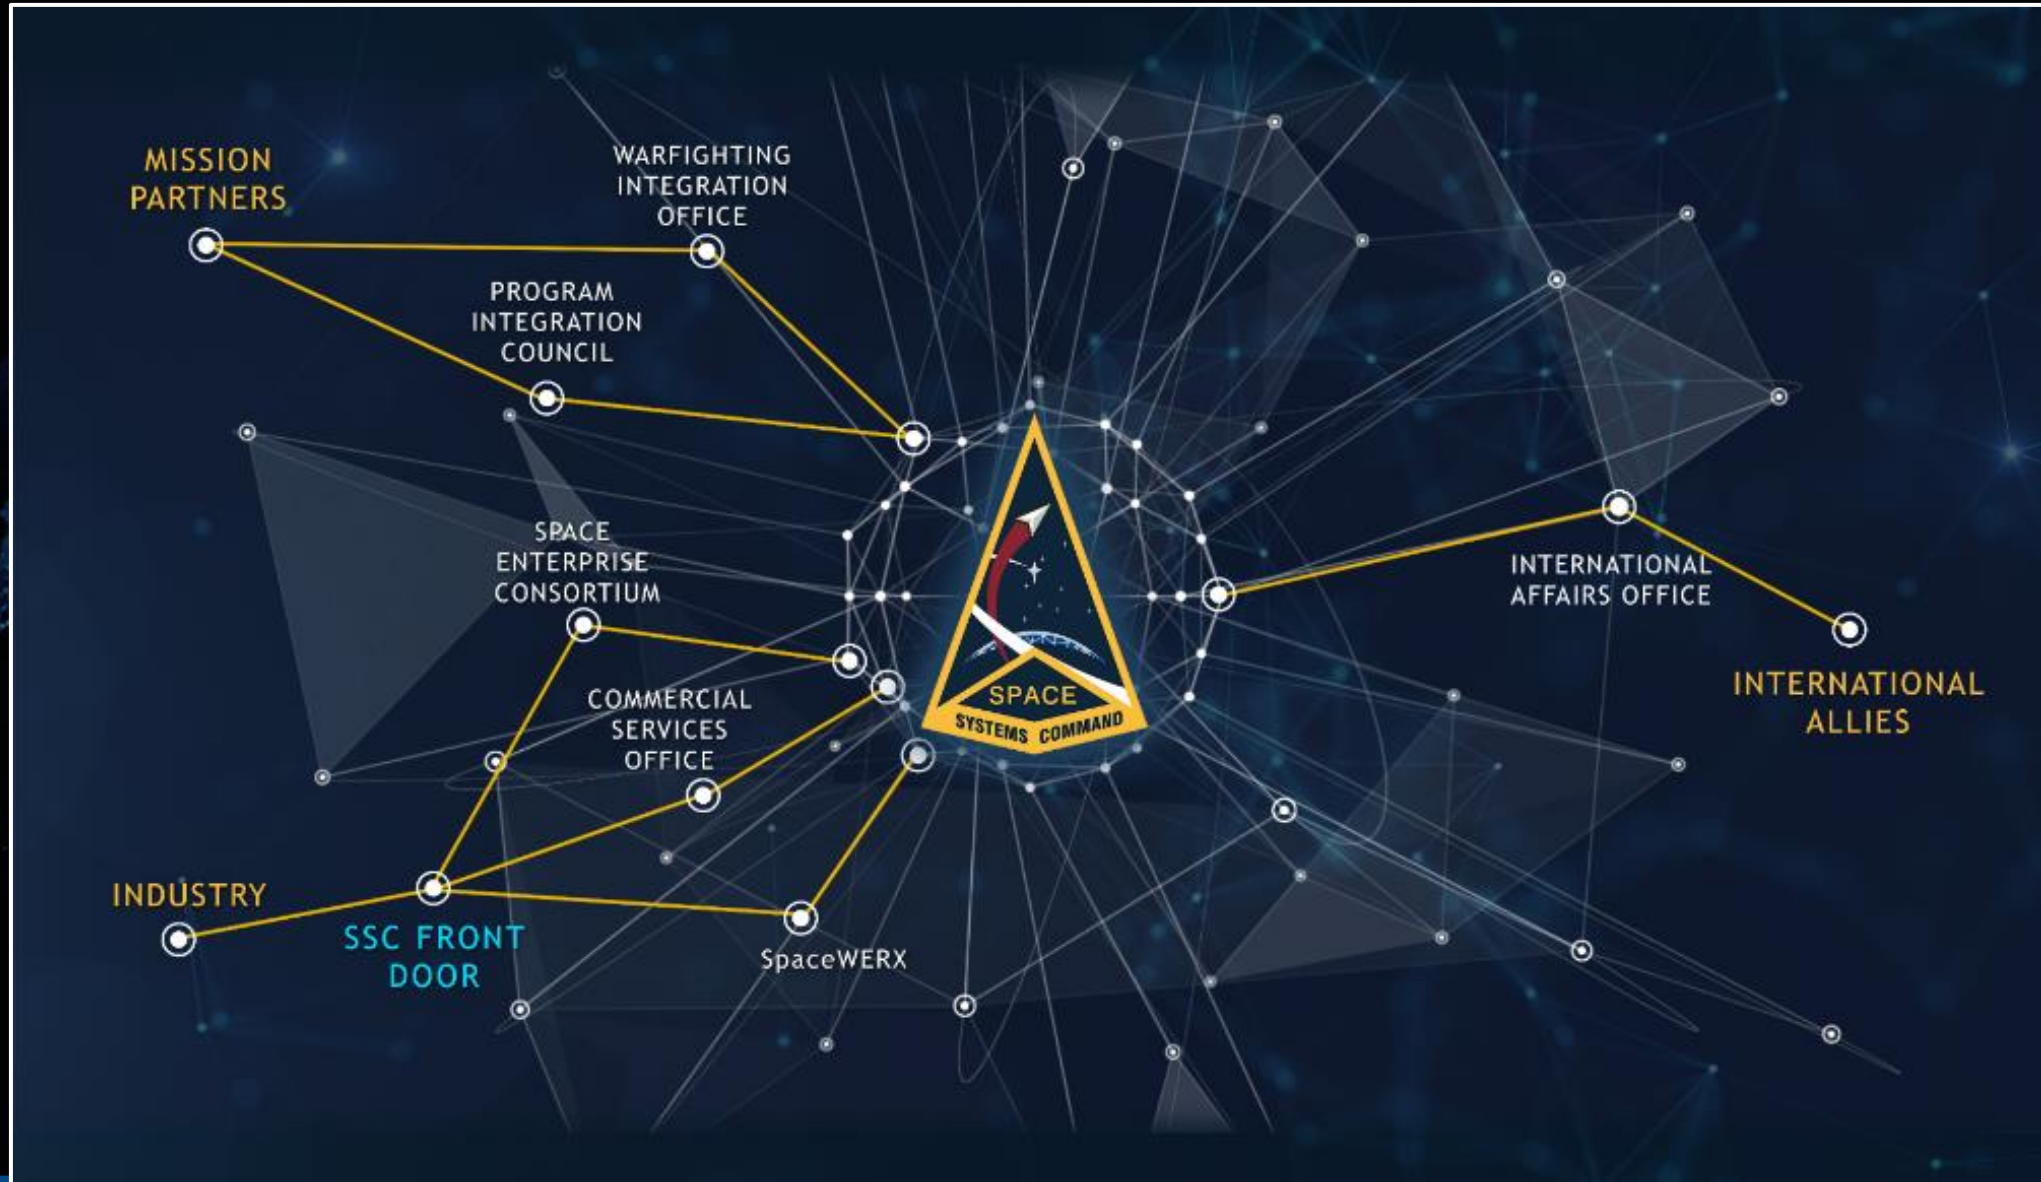 MISSION
PARTNERS
WARFIGHTING
INTEGRATION
OFFICE
PROGRAM
INTEGRATION
COUNCIL
SPACE
ENTERPRISE
CONSORTIUM
COMMERCIAL
SERVICES
OFFICE
INDUSTRY
SSC FRONT
DOOR
SpaceWERX
SPACE
SYSTEMS COMMAND
INTERNATIONAL
AFFAIRS OFFICE
INTERNATIONAL
ALLIES